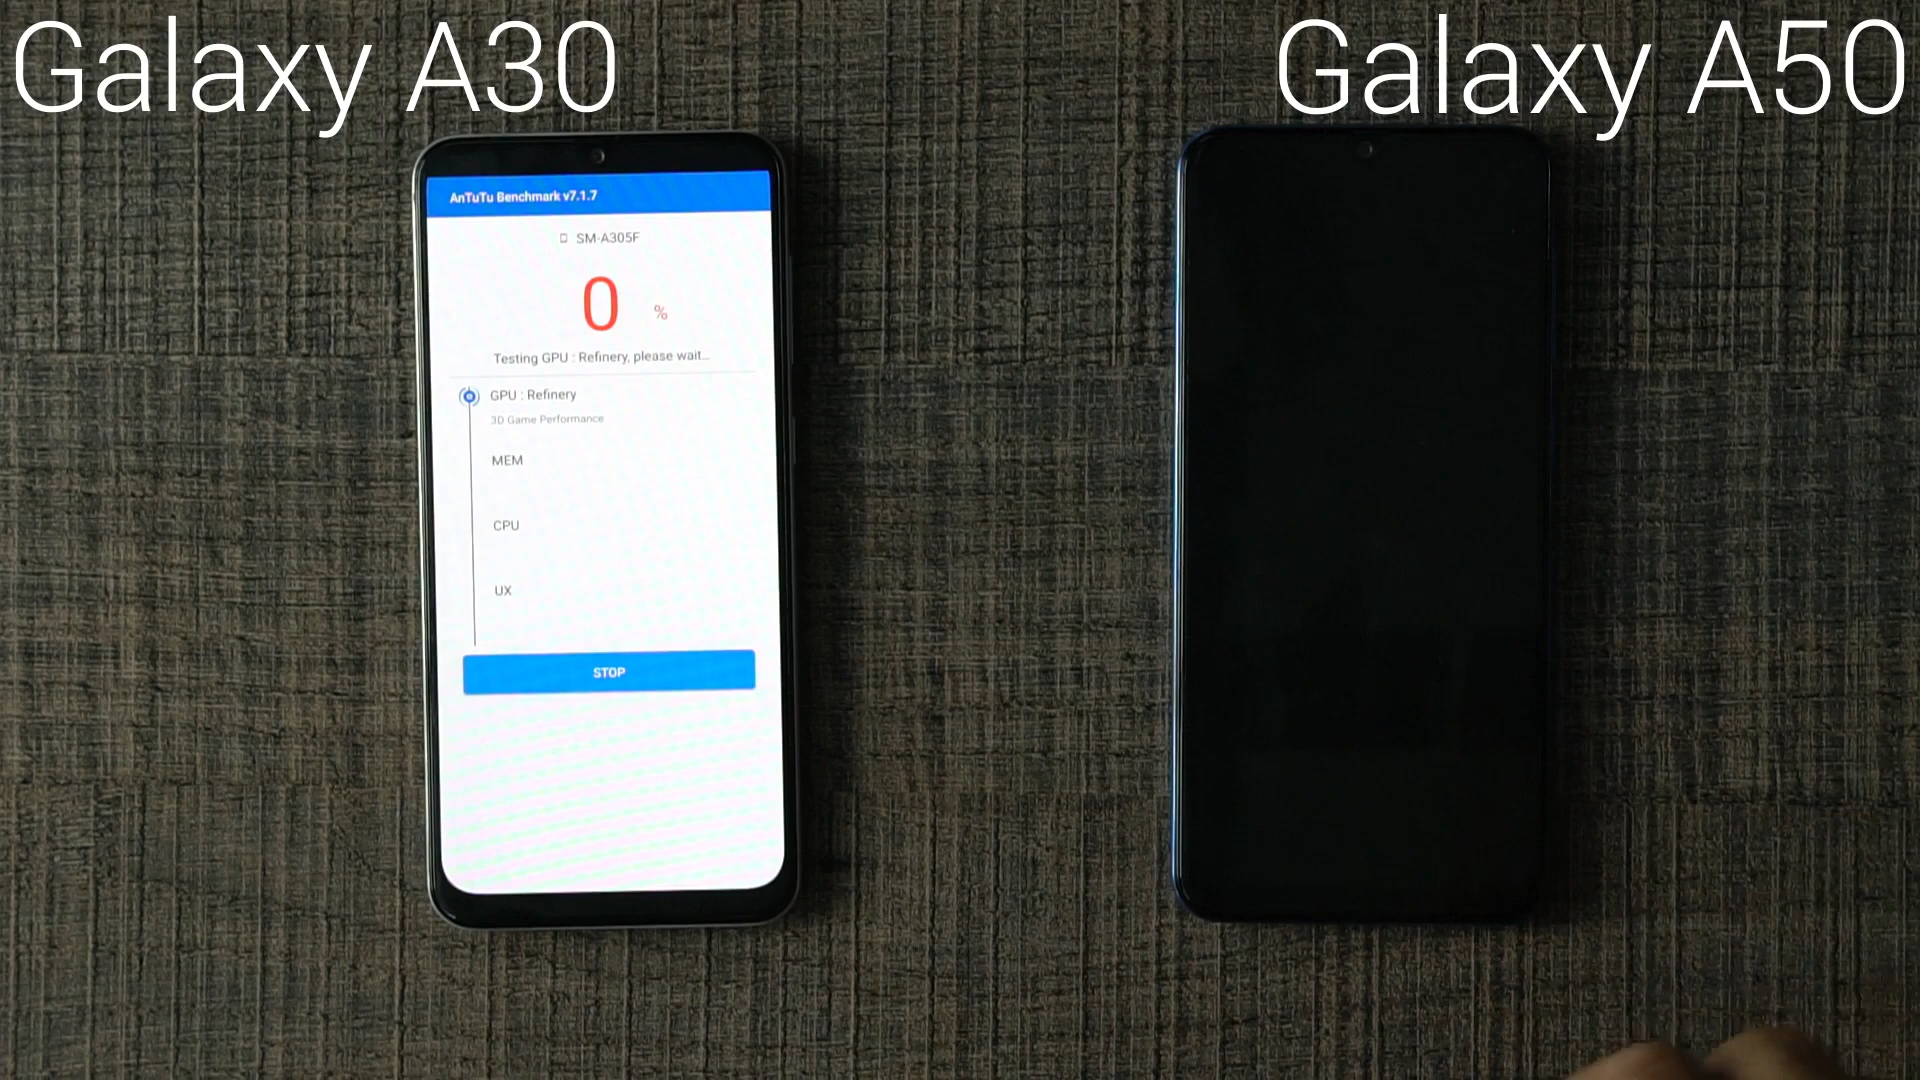 Galaxy A30
Galaxy A50
AnTuTu Benchmark v7.1.7
SM-A305F
0 %
Testing GPU : Refinery, please wait...
GPU : Refinery
3D Game Performance
MEM
CPU
UX
STOP